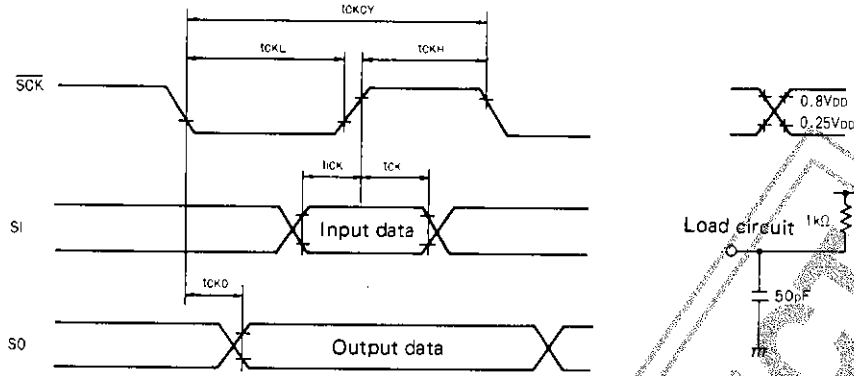 tCKCY
tCKL
tCKH
SCK
0.8VDD
0.25VDD
tICK
tCKI
SI
Input data
Load circuit
1kΩ
tCKO
50pF
SO
Output data